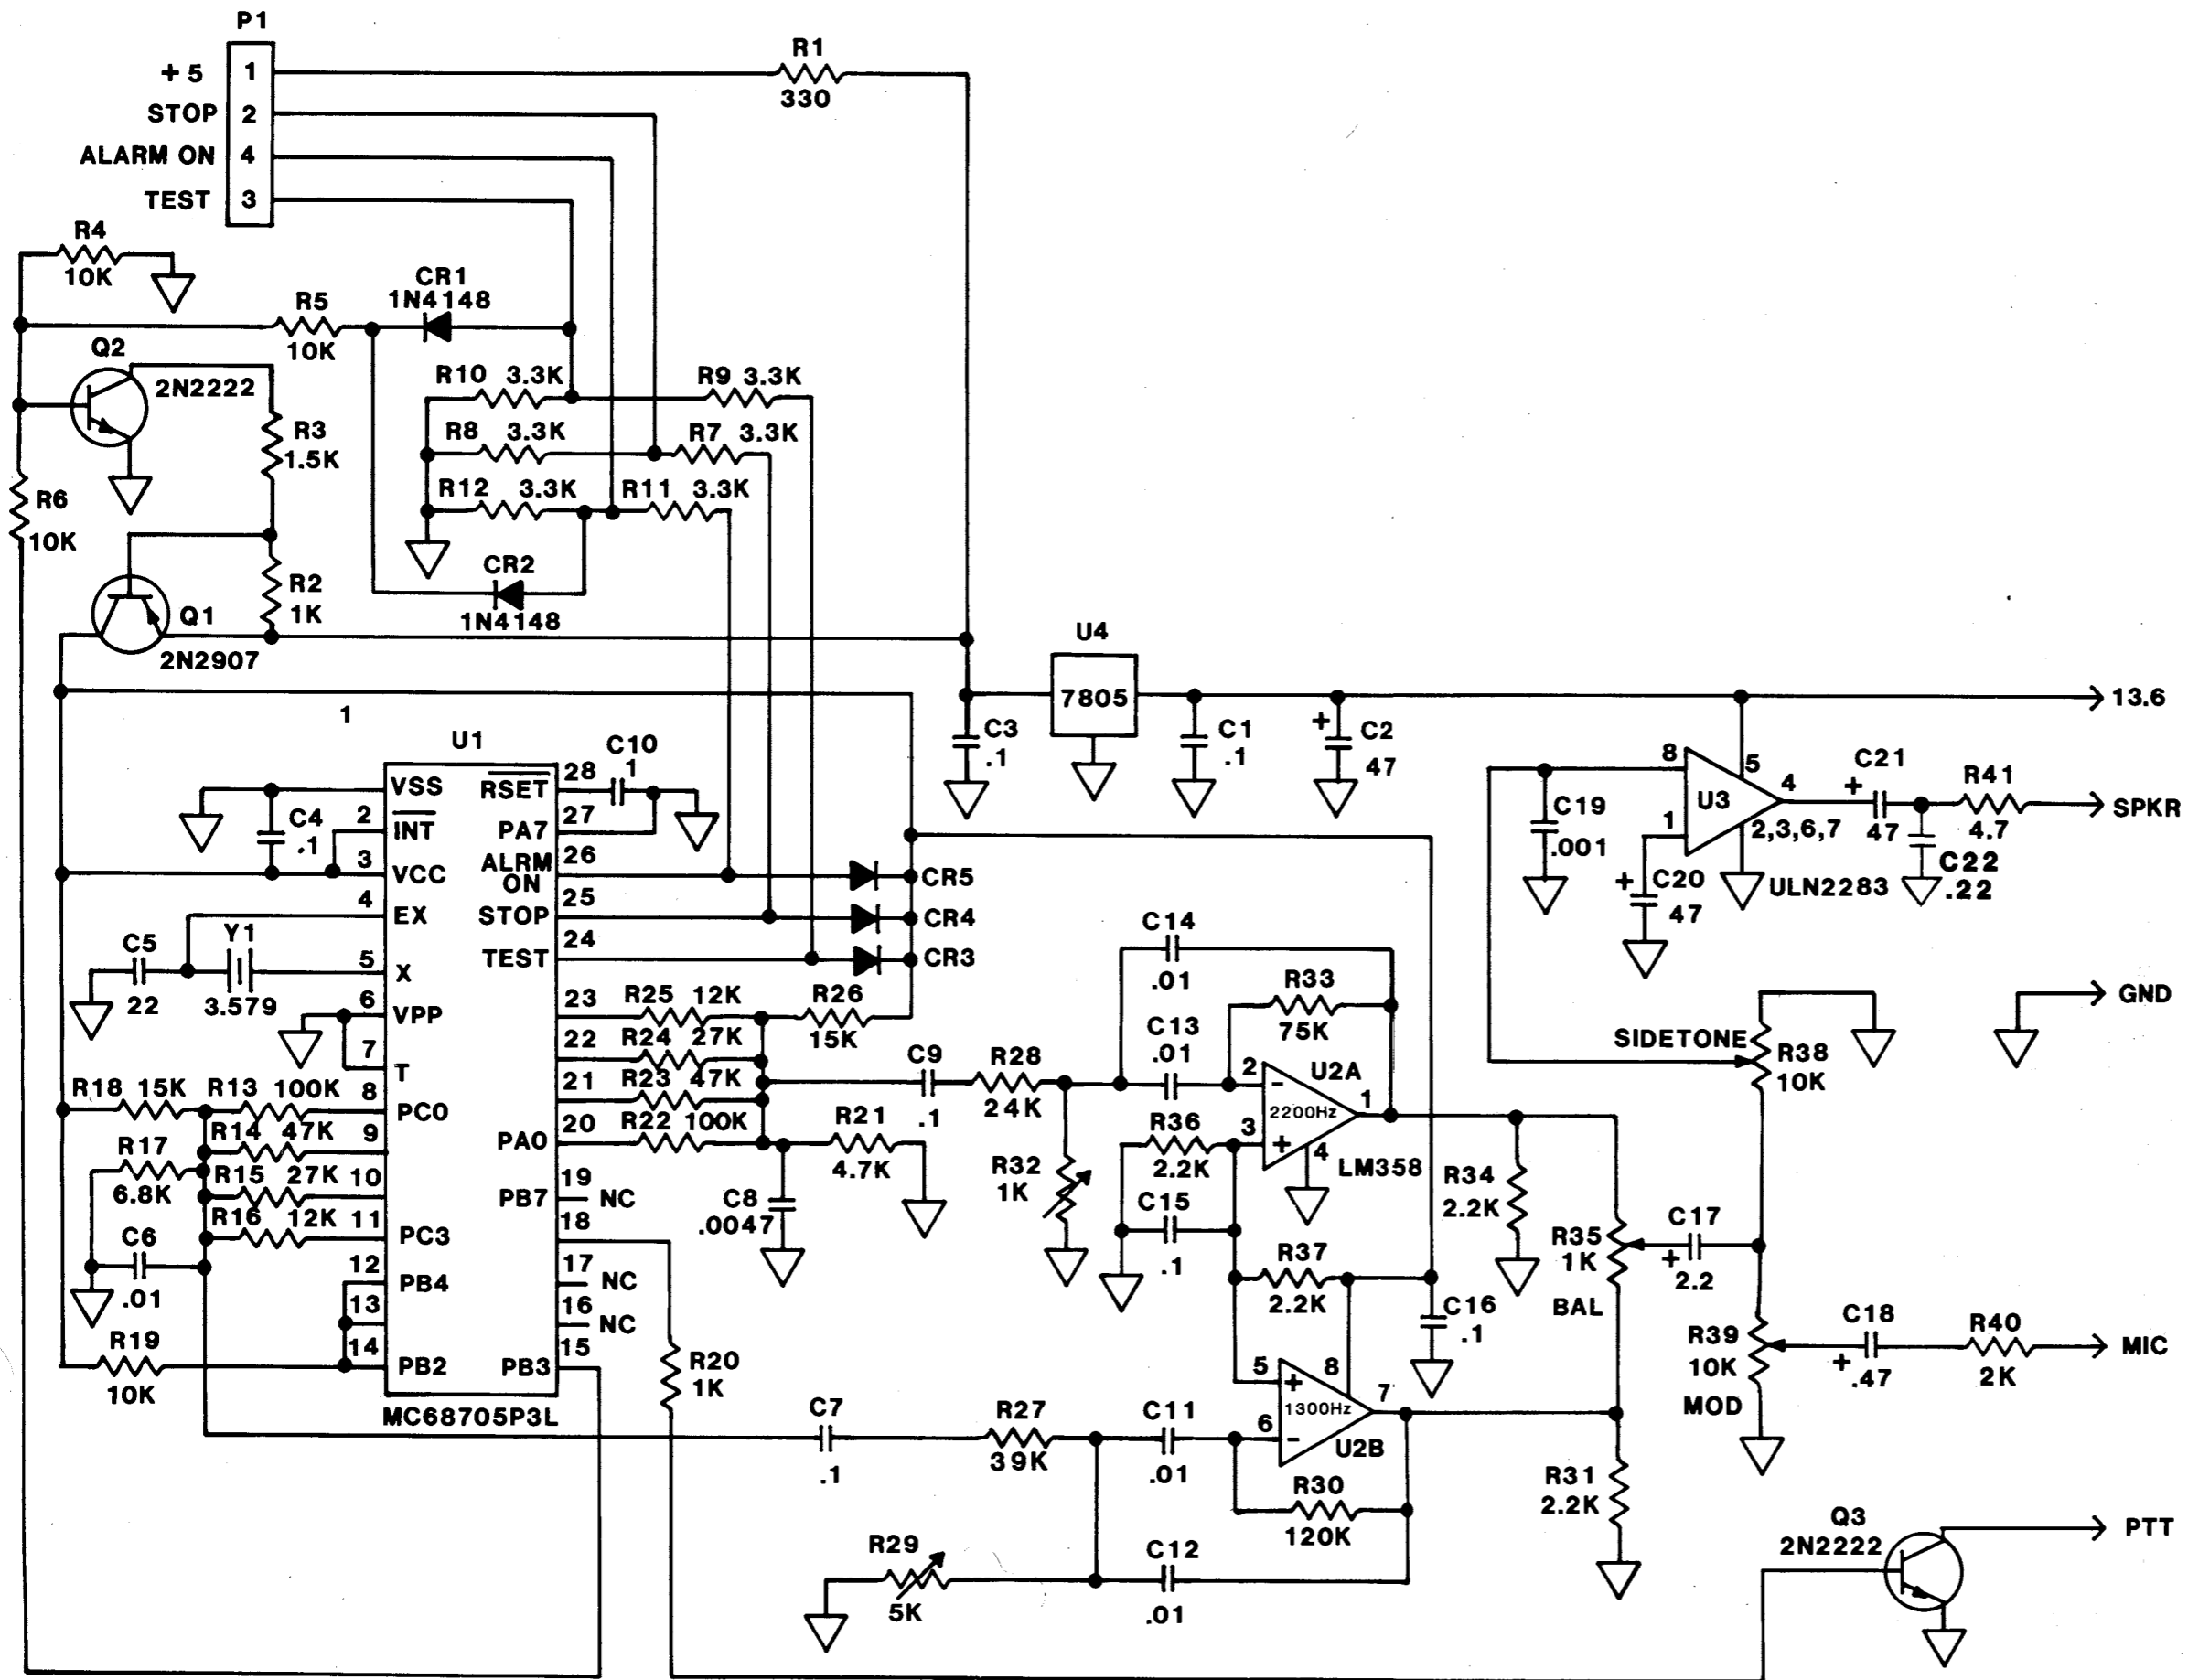 P1
+5 1
STOP 2
ALARM ON 4
TEST 3
R1
330
R4
10K
R5
10K
CR1
1N4148
Q2
2N2222
R10 3.3K
R9 3.3K
R8 3.3K
R7 3.3K
R12 3.3K
R11 3.3K
R3
1.5K
R6
10K
CR2
1N4148
R2
1K
Q1
2N2907
U4
7805
13.6
C3
.1
C1
.1
+
C2
47
1
U1
VSS
2
INT
3
VCC
4
EX
5
X
6
VPP
7
T
8
PC0
9
10
11
PC3
12
PB4
13
14
PB2
28
RSET
27
PA7
26
ALRM
ON
25
STOP
24
TEST
23
22
21
20
PA0
19
PB7
NC
18
17
NC
16
NC
15
PB3
MC68705P3L
C10
1
C4
.1
C5
22
Y1
3.579
R18 15K
R13 100K
R14 47K
R17
6.8K
R15 27K
R16 12K
C6
.01
R19
10K
CR5
CR4
CR3
R25 12K
R26
15K
R24 27K
R23 47K
R22 100K
R21
4.7K
C8
.0047
C9
.1
R28
24K
R32
1K
C14
.01
C13
.01
R33
75K
2
-
U2A
2200Hz
1
3
+
4
LM358
R36
2.2K
C15
.1
R37
2.2K
C16
.1
R34
2.2K
R35
1K
BAL
C17
+
2.2
5
+
8
1300Hz
7
6
-
U2B
R20
1K
C7
.1
R27
39K
C11
.01
R30
120K
R29
5K
C12
.01
R31
2.2K
8
U3
5
4
1
2,3,6,7
ULN2283
C19
.001
+
C20
47
+
C21
47
R41
4.7
SPKR
C22
.22
GND
SIDETONE
R38
10K
R39
10K
MOD
C18
+
.47
R40
2K
MIC
Q3
2N2222
PTT